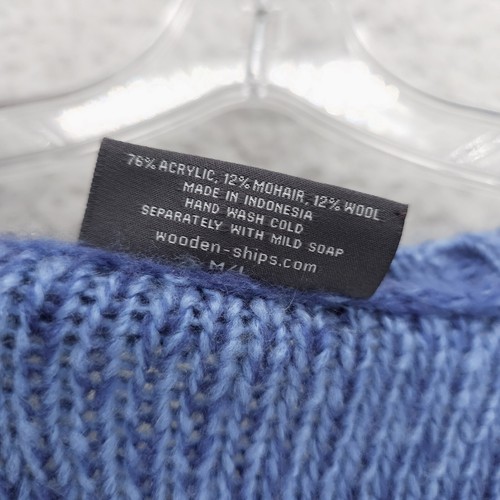 76% ACRYLIC, 12% MOHAIR, 12% WOOL
MADE IN INDONESIA
HAND WASH COLD
SEPARATELY WITH MILD SOAP
wooden-ships.com
M/L